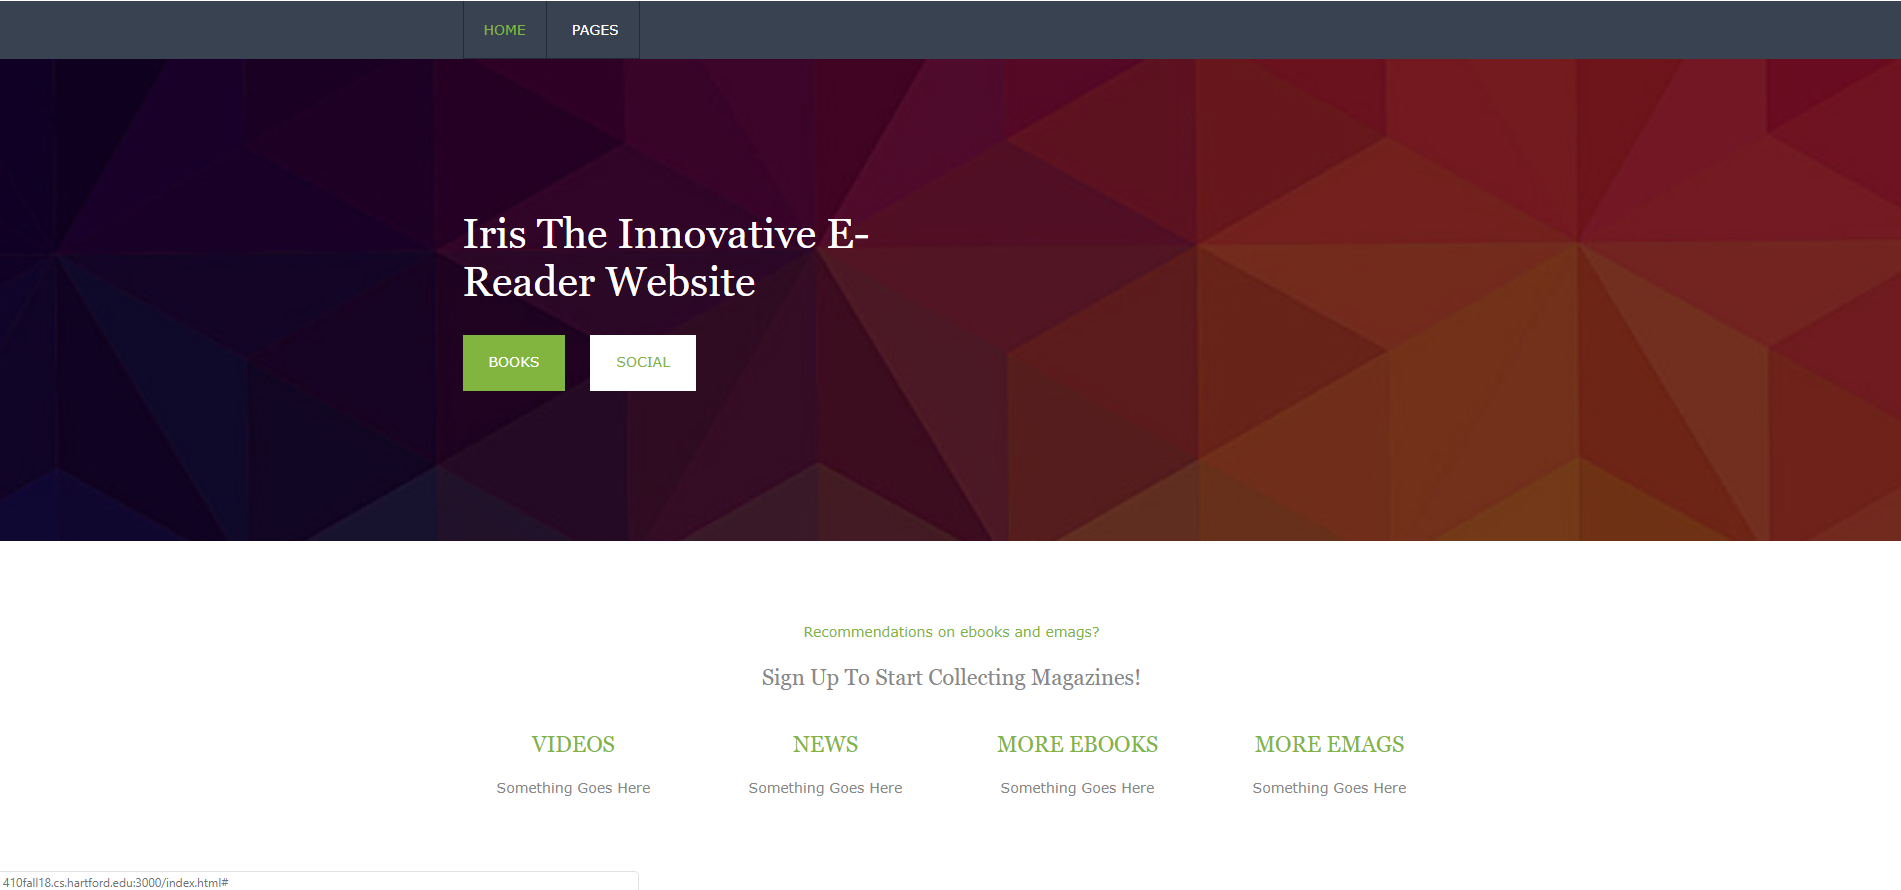 HOME PAGES
Iris The Innovative E-
Reader Website
BOOKS SOCIAL
Recommendations on ebooks and emags?
Sign Up To Start Collecting Magazines!
VIDEOS NEWS MORE EBOOKS MORE EMAGS
Something Goes Here Something Goes Here Something Goes Here Something Goes Here
410fall18.cs.hartford.edu:3000/index.html#